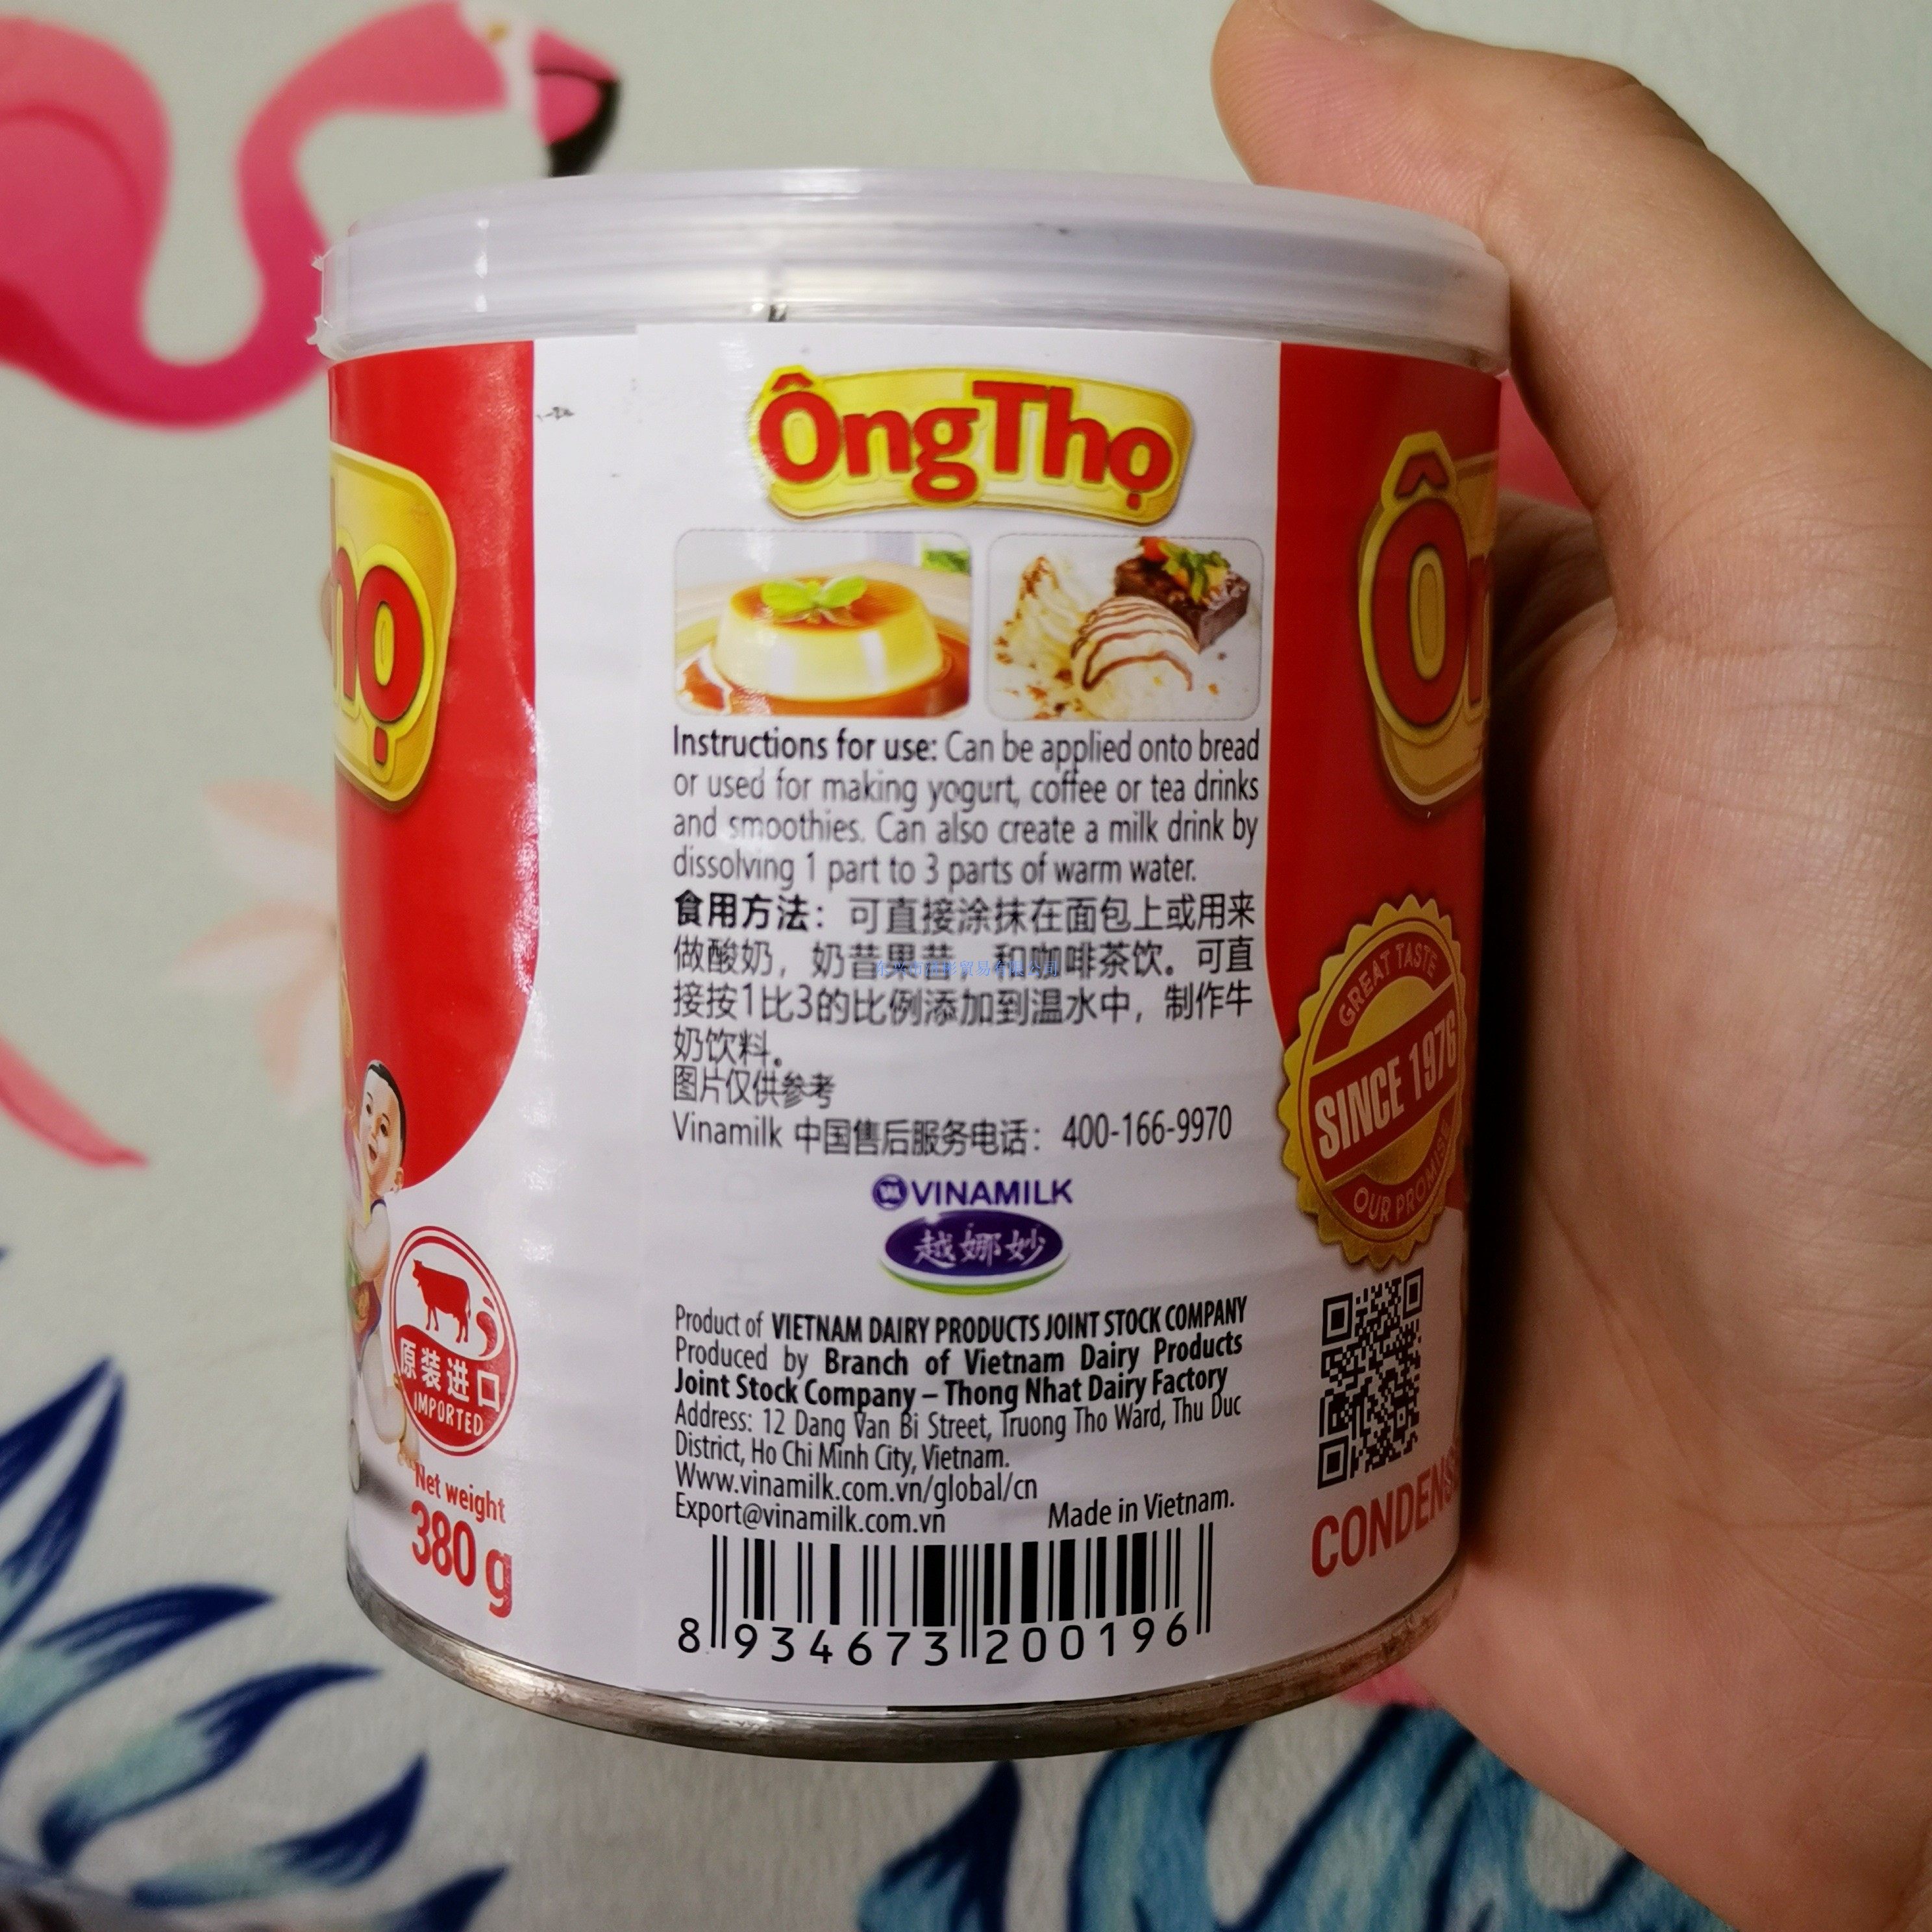 ÔngThọ
họ
Ô
Instructions for use: Can be applied onto bread
or used for making yogurt, coffee or tea drinks
and smoothies. Can also create a milk drink by
dissolving 1 part to 3 parts of warm water.
食用方法：可直接涂抹在面包上或用来
做酸奶，奶昔果昔，和咖啡茶饮。可直
接按1比3的比例添加到温水中，制作牛
奶饮料。
图片仅供参考
Vinamilk 中国售后服务电话：400-166-9970
VINAMILK
越娜妙
Product of VIETNAM DAIRY PRODUCTS JOINT STOCK COMPANY
Produced by Branch of Vietnam Dairy Products
Joint Stock Company – Thong Nhat Dairy Factory
Address: 12 Dang Van Bi Street, Truong Tho Ward, Thu Duc
District, Ho Chi Minh City, Vietnam.
Www.vinamilk.com.vn/global/cn
Export@vinamilk.com.vn Made in Vietnam.
8 934673 200196
原装进口
IMPORTED
Net weight
380 g
GREAT TASTE
SINCE 1976
OUR PROMISE
CONDENS